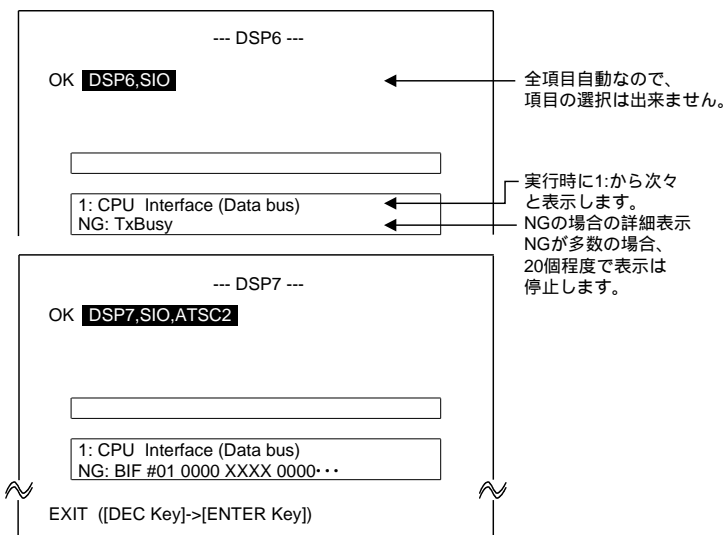 --- DSP6 ---
OK DSP6,SIO
全項目自動なので、
項目の選択は出来ません。
1: CPU Interface (Data bus)
NG: TxBusy
実行時に1:から次々
と表示します。
NGの場合の詳細表示
NGが多数の場合、
20個程度で表示は
停止します。
--- DSP7 ---
OK DSP7,SIO,ATSC2
1: CPU Interface (Data bus)
NG: BIF #01 0000 XXXX 0000･･･
EXIT ([DEC Key]->[ENTER Key])